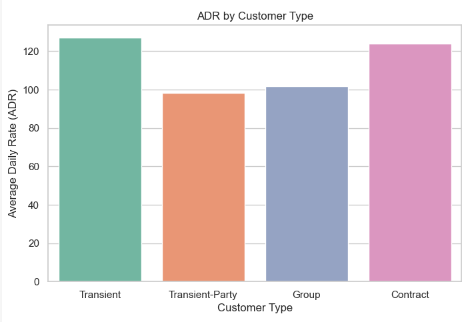 ADR by Customer Type
Average Daily Rate (ADR)
120
100
80
60
40
20
0
Transient Transient-Party Group Contract
Customer Type